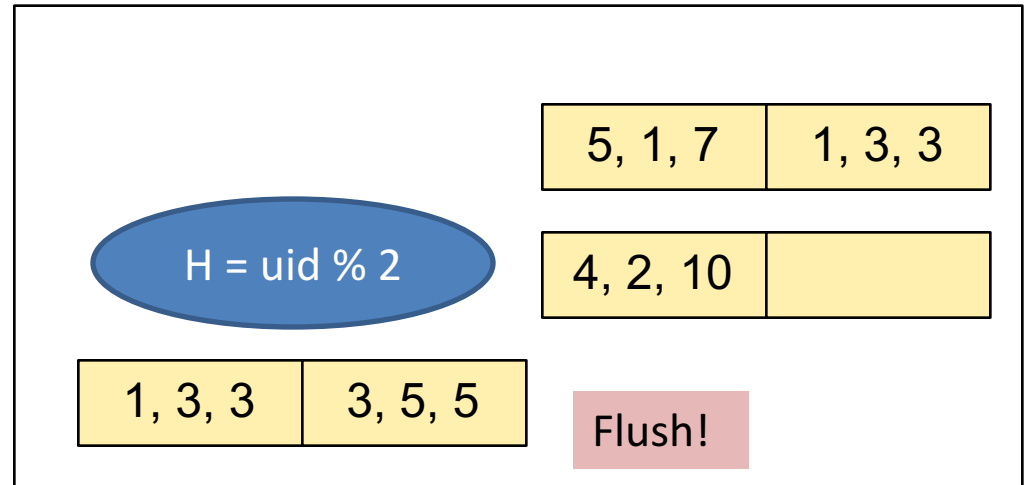 5, 1, 7 1, 3, 3
H = uid % 2
4, 2, 10
1, 3, 3 3, 5, 5
Flush!